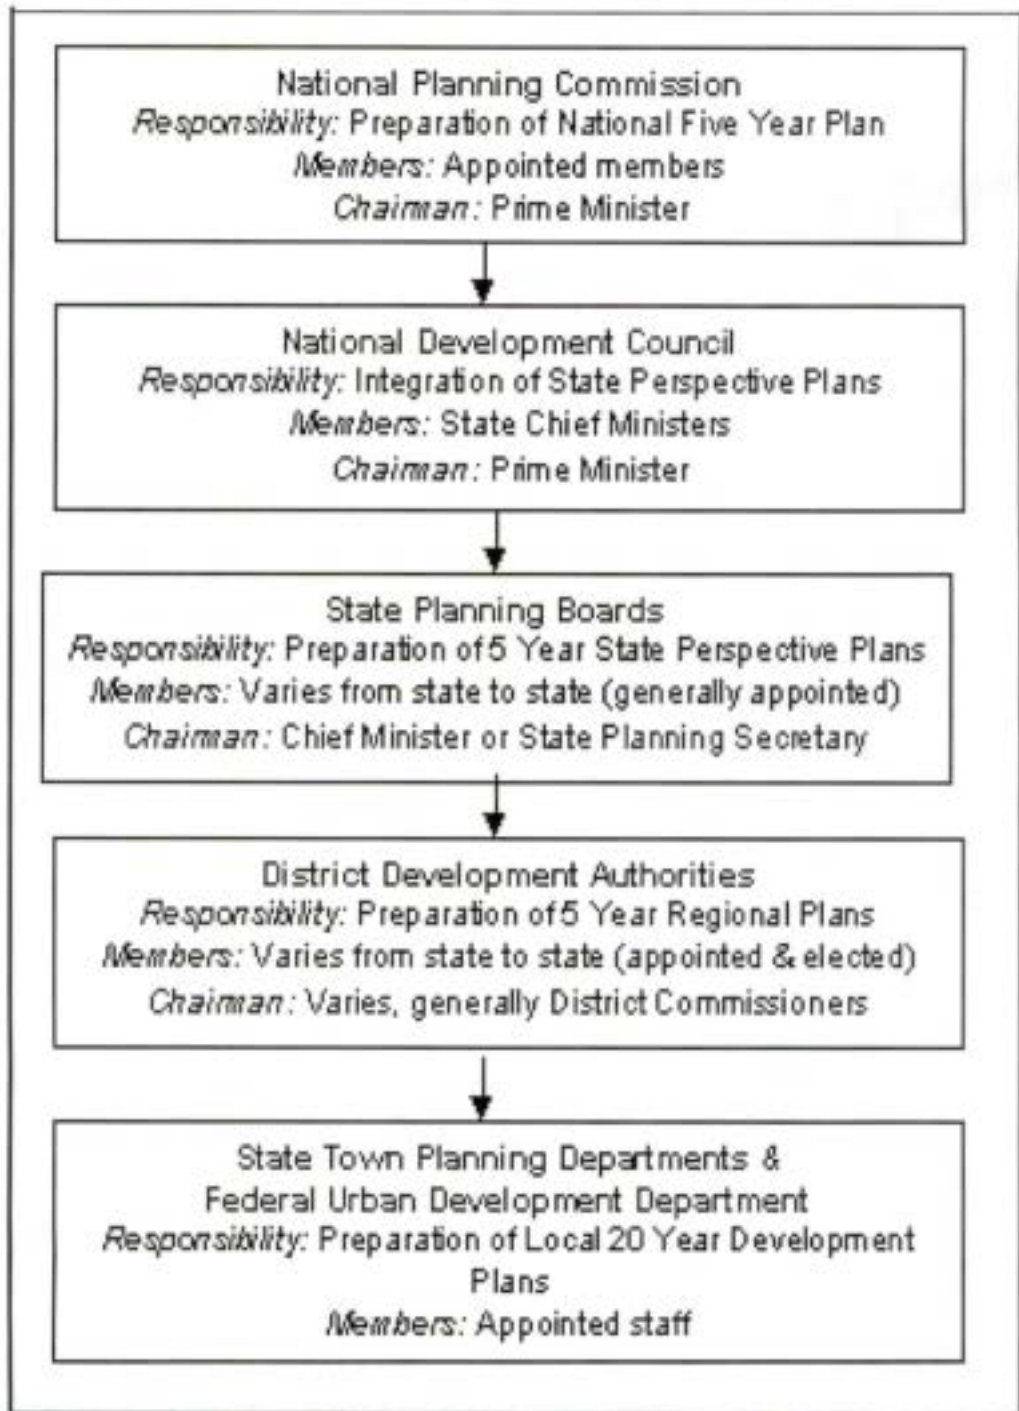 National Planning Commission
Responsibility: Preparation of National Five Year Plan
Members: Appointed members
Chairman: Prime Minister
National Development Council
Responsibility: Integration of State Perspective Plans
Members: State Chief Ministers
Chairman: Prime Minister
State Planning Boards
Responsibility: Preparation of 5 Year State Perspective Plans
Members: Varies from state to state (generally appointed)
Chairman: Chief Minister or State Planning Secretary
District Development Authorities
Responsibility: Preparation of 5 Year Regional Plans
Members: Varies from state to state (appointed & elected)
Chairman: Varies, generally District Commissioners
State Town Planning Departments &
Federal Urban Development Department
Responsibility: Preparation of Local 20 Year Development
Plans
Members: Appointed staff